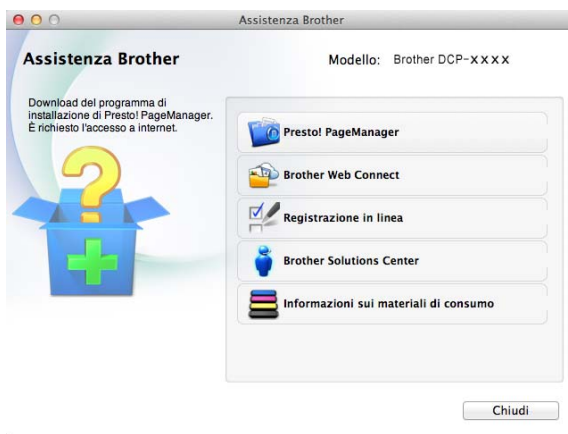 Assistenza Brother
Assistenza Brother
Modello: Brother DCP-xxxx
Download del programma di
installazione di Presto! PageManager.
È richiesto l'accesso a internet.
Presto! PageManager
Brother Web Connect
Registrazione in linea
Brother Solutions Center
Informazioni sui materiali di consumo
Chiudi